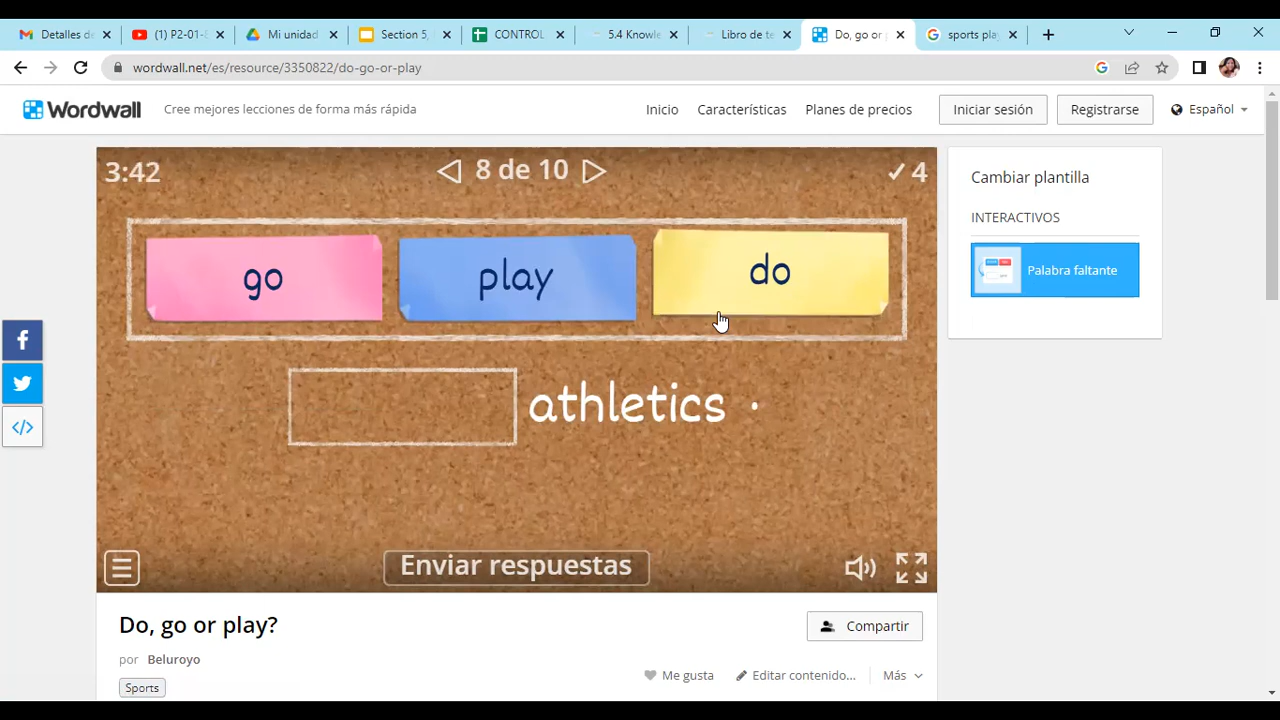 Detalles de
(1) P2-01-
Mi unidad
Section 5,
CONTROL
5.4 Knowle
Libro de te
Do, go or
sports pla
wordwall.net/es/resource/3350822/do-go-or-play
Wordwall
Cree mejores lecciones de forma más rápida
Inicio
Características
Planes de precios
Iniciar sesión
Registrarse
Español
3:42
8 de 10
✓ 4
Cambiar plantilla
INTERACTIVOS
Palabra faltante
go
play
do
athletics .
Enviar respuestas
Do, go or play?
Compartir
por Beluroyo
Me gusta
Editar contenido...
Más
Sports